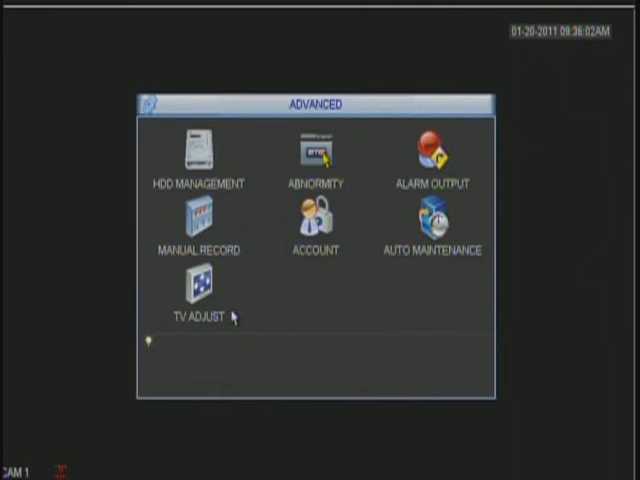 01-20-2011 09:36:02AM
ADVANCED
HDD MANAGEMENT
ABNORMITY
ALARM OUTPUT
MANUAL RECORD
ACCOUNT
AUTO MAINTENANCE
TV ADJUST
CAM 1